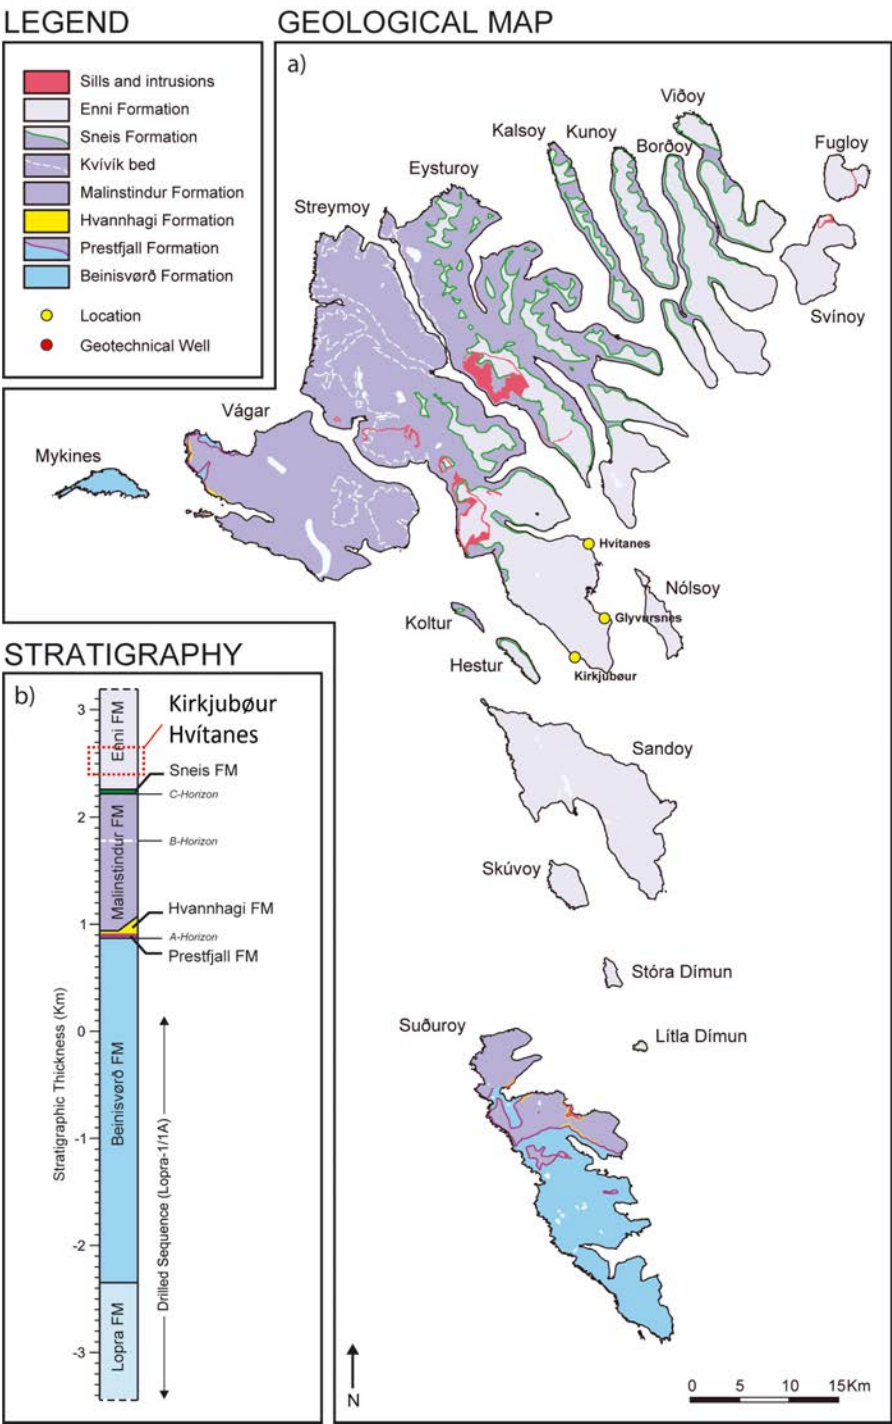 LEGEND
Sills and intrusions
Enni Formation
Sneis Formation
Kvívík bed
Malinstindur Formation
Hvannhagi Formation
Prestfjall Formation
Beinisvørð Formation
Location
Geotechnical Well
GEOLOGICAL MAP
a)
Viðoy
Kalsoy
Kunoy
Borðoy
Fugloy
Eysturoy
Streymoy
Svínoy
Vágar
Mykines
Hvítanes
Nólsoy
Koltur
Glyvursnes
Hestur
Kirkjubøur
Sandoy
Skúvoy
Stóra Dímun
Suðuroy
Lítla Dímun
N
0 5 10 15Km
STRATIGRAPHY
b)
Kirkjubøur
Hvítanes
Enni FM
Sneis FM
C-Horizon
Malinstindur FM
B-Horizon
Hvannhagi FM
A-Horizon
Prestfjall FM
Beinisvørð FM
Lopra FM
Stratigraphic Thickness (Km)
3
2
1
0
-1
-2
-3
Drilled Sequence (Lopra-1/1A)